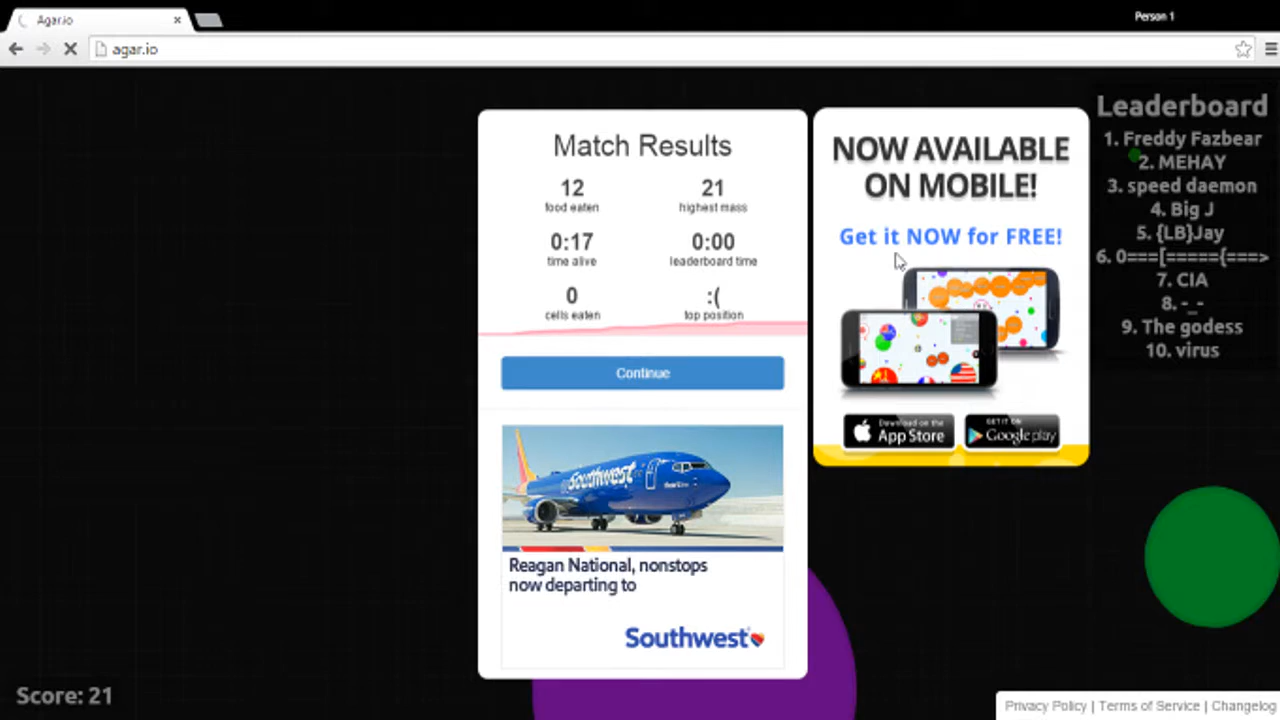 Agar.io
Person 1
agar.io
Match Results
12
food eaten
21
highest mass
0:17
time alive
0:00
leaderboard time
0
cells eaten
:(
top position
Continue
Southwest
Reagan National, nonstops
now departing to
Southwest
NOW AVAILABLE
ON MOBILE!
Get it NOW for FREE!
Download on the
App Store
GET IT ON
Google play
Leaderboard
1. Freddy Fazbear
2. MEHAY
3. speed daemon
4. Big J
5. {LB}Jay
6. 0===[====={===>
7. CIA
8. -_-
9. The godess
10. virus
Score: 21
Privacy Policy | Terms of Service | Changelog